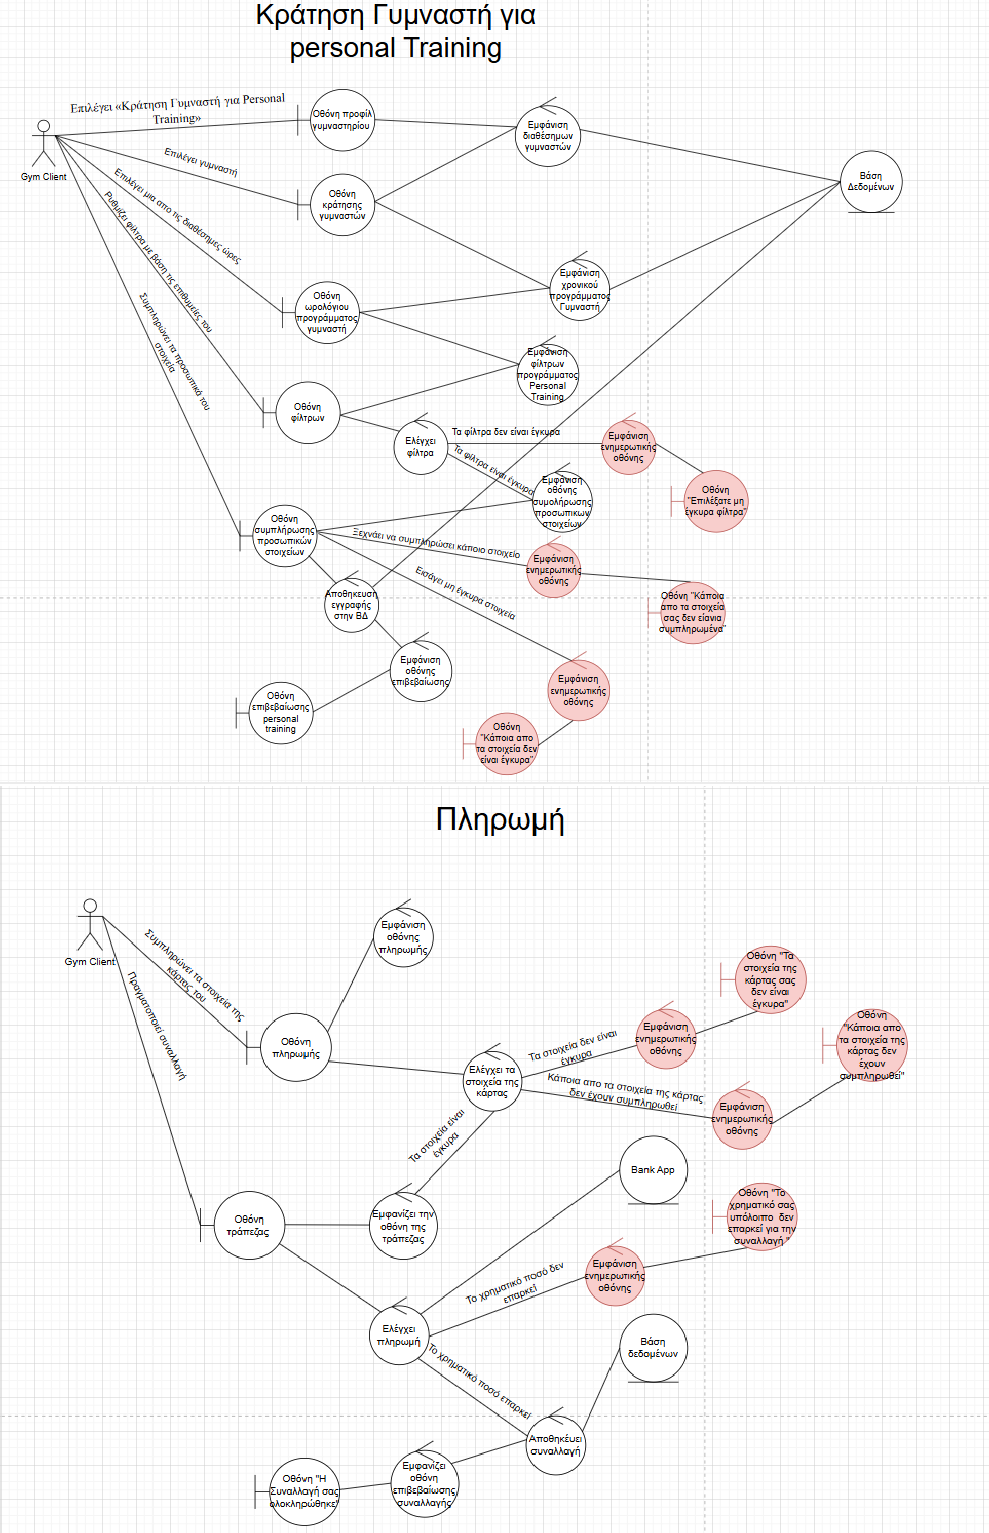 Κράτηση Γυμναστή για
personal Training
Επιλέγει «Κράτηση Γυμναστή για Personal
Training»
Gym Client
Οθόνη προφίλ
γυμναστηρίου
Εμφάνιση
διαθέσημων
γυμναστών
Επιλέγει γυμναστή
Οθόνη
κράτησης
γυμναστών
Βάση
Δεδομένων
Επιλέγει μια απο τις διαθέσημες ώρες
Ρυθμίζει φίλτρα με βάση τις επιθυμείες του
Συμπληρώνει τα προσωπικά του
στοιχεία
Οθόνη
ωρολόγιου
προγράμματος
γυμναστή
Εμφάνιση
χρονικού
προγράμματος
Γυμναστή
Εμφάνιση
φίλτρων
προγράμματος
Personal
Training
Οθόνη
φίλτρων
Ελέγχει
φίλτρα
Τα φίλτρα δεν είναι έγκυρα
Τα φίλτρα είναι έγκυρα
Εμφάνιση
ενημερωτικής
οθόνης
Οθόνη
"Επιλέξατε μη
έγκυρα φίλτρα"
Εμφάνιση
οθόνης
συμολήρωσης
προσωπικων
στοιχείων
Οθόνη
συμπλήρωσης
προσωπικών
στοιχείων
Ξεχνάει να συμπληρώσει κάποιο στοιχείο
Εμφάνιση
ενημερωτικής
οθόνης
Οθόνη "Κάποια
απο τα στοιχεία
σας δεν είανια
συμπληρωμένα"
Εισάγει μη έγκυρα στοιχεία
Αποθηκευση
εγγραφής
στην ΒΔ
Εμφάνιση
οθόνης
επιβεβαίωσης
Εμφάνιση
ενημερωτικής
οθόνης
Οθόνη
επιβεβαίωσης
personal
training
Οθόνη
"Κάποια απο
τα στοιχεία δεν
είναι έγκυρα"
Πληρωμή
Gym Client
Συμπληρώνει τα στοιχεία της
κάρτας του
Πραγματοποιεί συναλλαγή
Εμφάνιση
οθόνης
πληρωμής
Οθόνη
πληρωμής
Ελέγχει τα
στοιχεία της
κάρτας
Τα στοιχεία δεν είναι
έγκυρα
Εμφάνιση
ενημερωτικής
οθόνης
Οθόνη "Τα
στοιχεία της
κάρτας σας
δεν είναι
έγκυρα"
Κάποια απο τα στοιχεία της κάρτας
δεν έχουν συμπληρωθεί
Εμφάνιση
ενημερωτικής
οθόνης
Οθόνη
"Κάποια απο
τα στοιχεία της
κάρτας δεν
έχουν
συμπληρωθεί"
Τα στοιχεία είναι
έγκυρα
Bank App
Οθόνη
τράπεζας
Εμφανίζει την
οθόνη της
τράπεζας
Οθόνη "Το
χρηματικό σας
υπόλοιπο δεν
επαρκεί για την
συναλλαγή "
Το χρηματικό ποσό δεν
επαρκεί
Εμφάνιση
ενημερωτικής
οθόνης
Ελέγχει
πληρωμή
Το χρηματικό ποσό επαρκεί
Βάση
δεδομένων
Αποθηκέυει
συναλλαγή
Εμφανίζει
οθόνη
επιβεβαίωσης
συναλλαγής
Οθόνη "Η
Συναλλαγή σας
ολοκληρώθηκε"